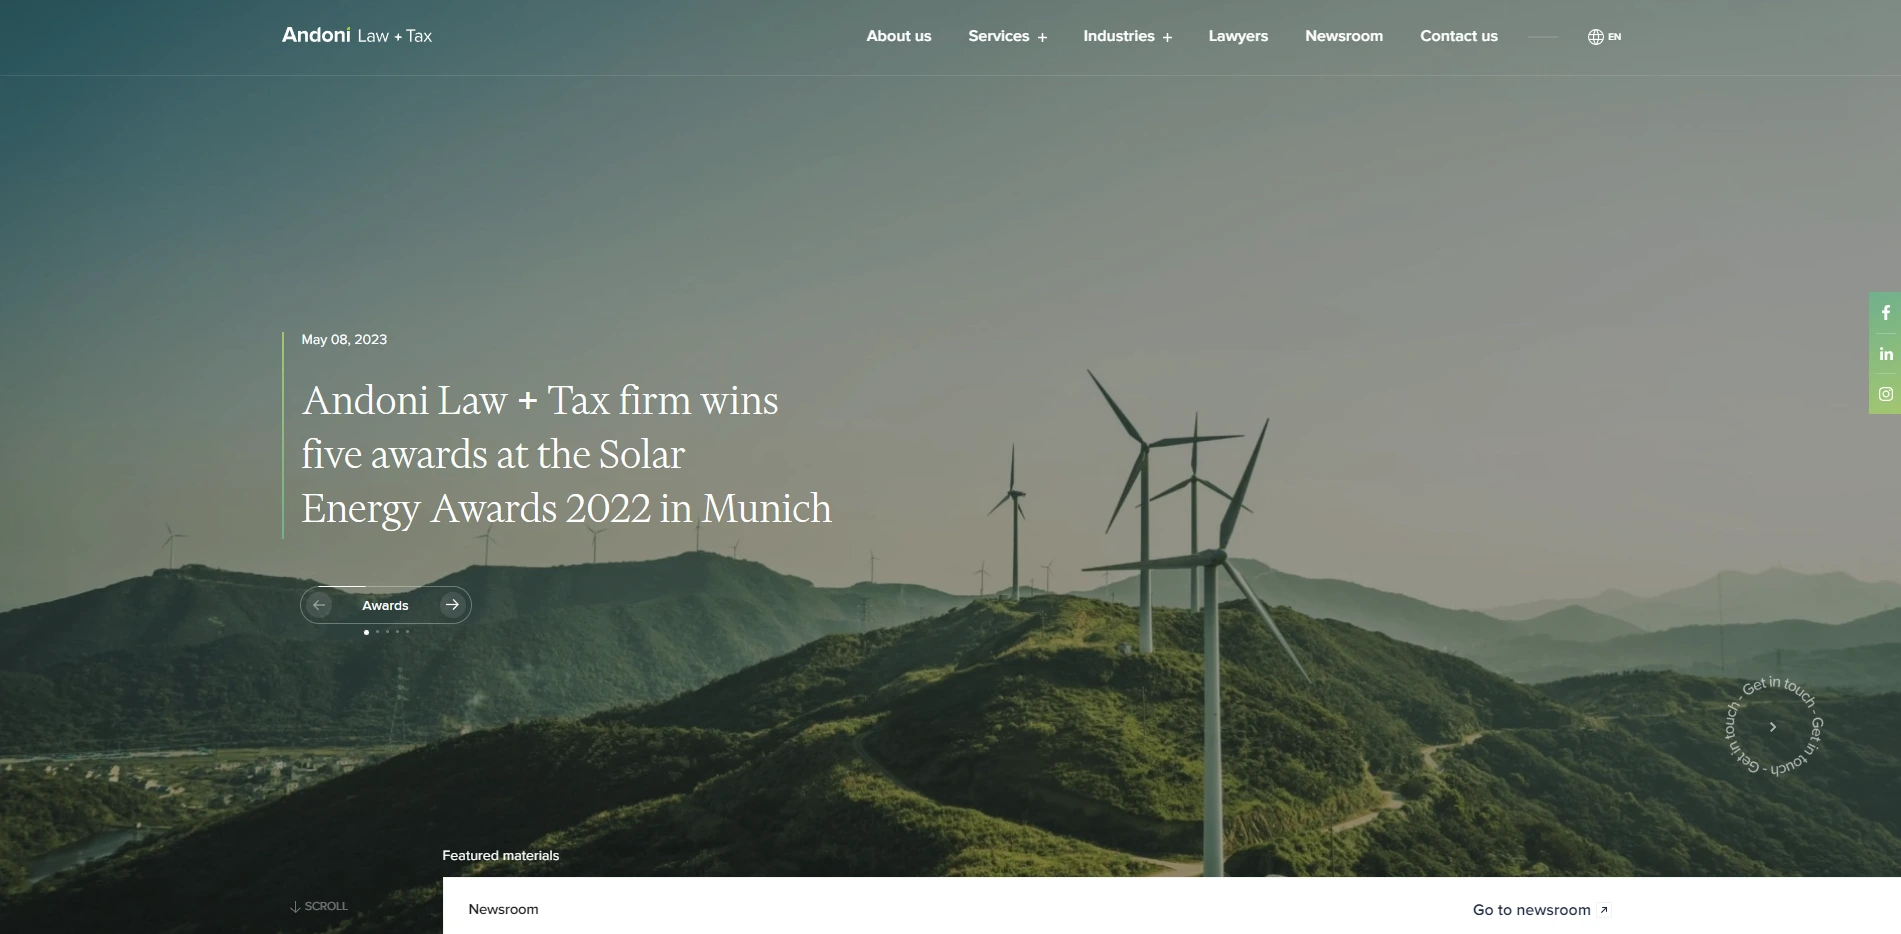 Andoni Law + Tax
About us
Services +
Industries +
Lawyers
Newsroom
Contact us
EN
May 08, 2023
Andoni Law + Tax firm wins
five awards at the Solar
Energy Awards 2022 in Munich
Awards
Get in touch - Get in touch - Get in touch -
Featured materials
SCROLL
Newsroom
Go to newsroom